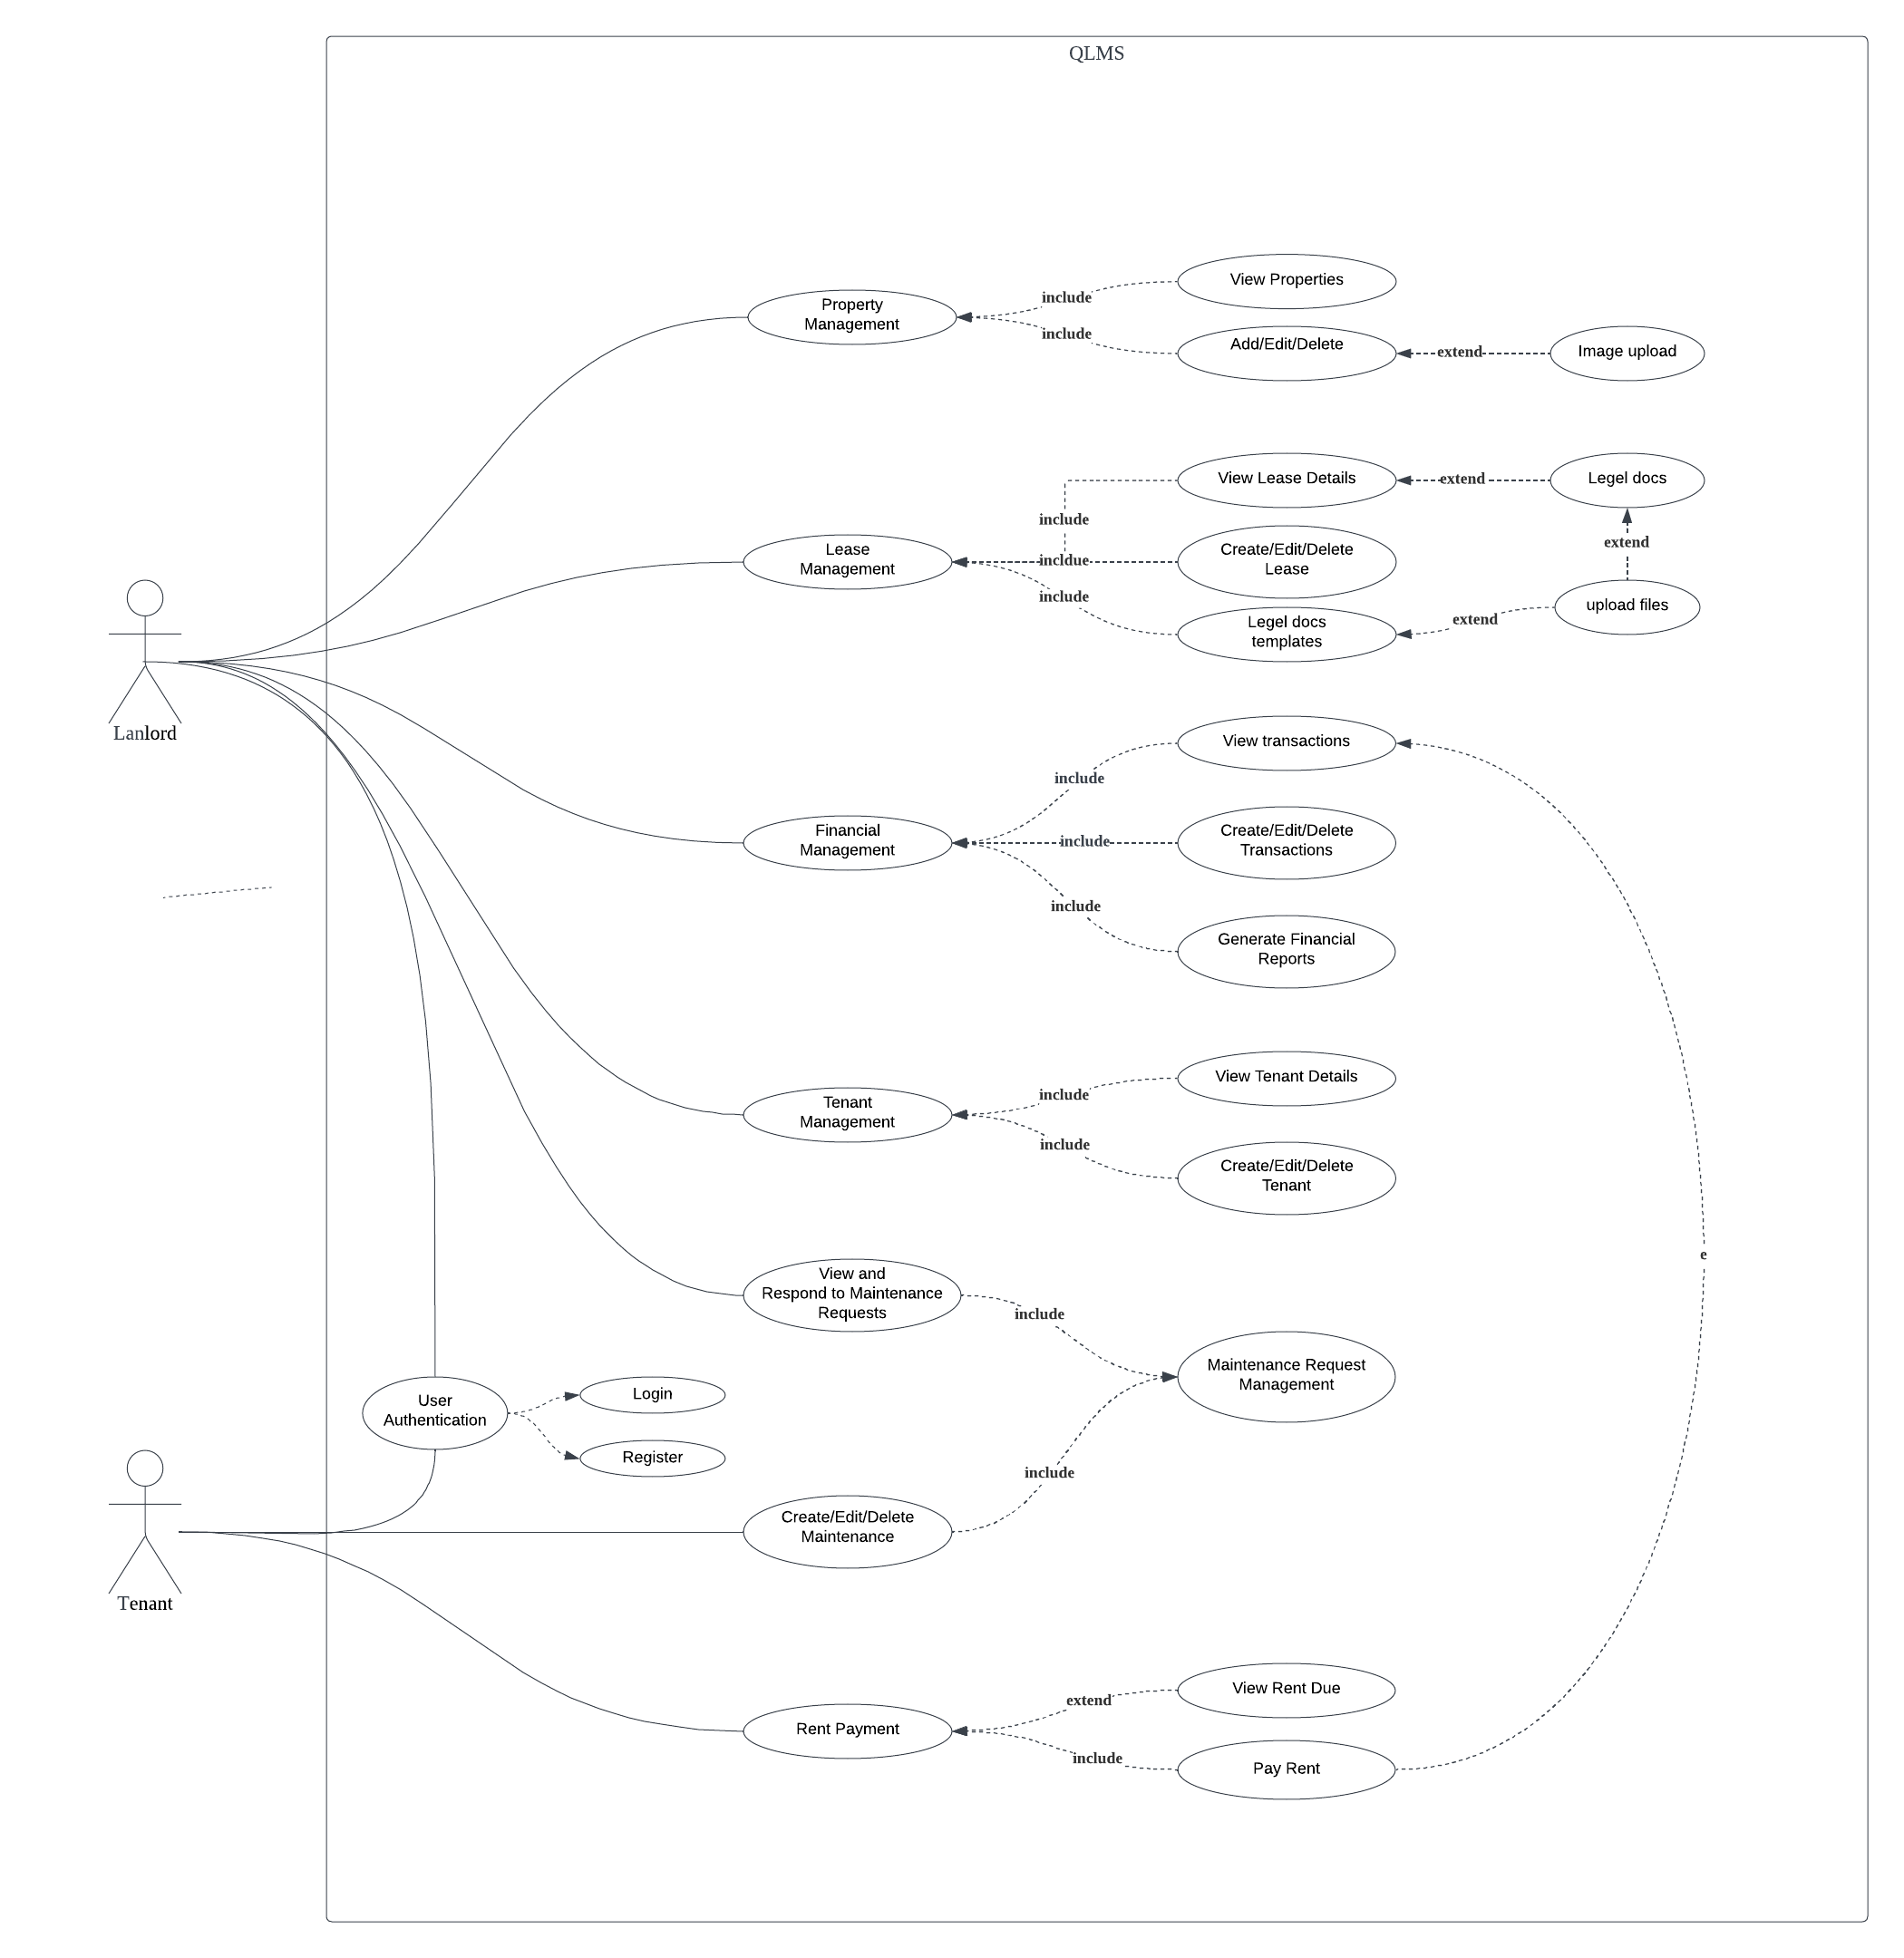 QLMS
View Properties
Property
Management
include
include
Add/Edit/Delete
extend
Image upload
View Lease Details
extend
Legel docs
include
extend
Lease
Management
incldue
Create/Edit/Delete
Lease
include
upload files
extend
Legel docs
templates
Lanlord
View transactions
include
Financial
Management
include
Create/Edit/Delete
Transactions
include
Generate Financial
Reports
View Tenant Details
include
Tenant
Management
include
Create/Edit/Delete
Tenant
e
View and
Respond to Maintenance
Requests
include
Maintenance Request
Management
User
Authentication
Login
Register
include
Create/Edit/Delete
Maintenance
Tenant
View Rent Due
extend
Rent Payment
include
Pay Rent